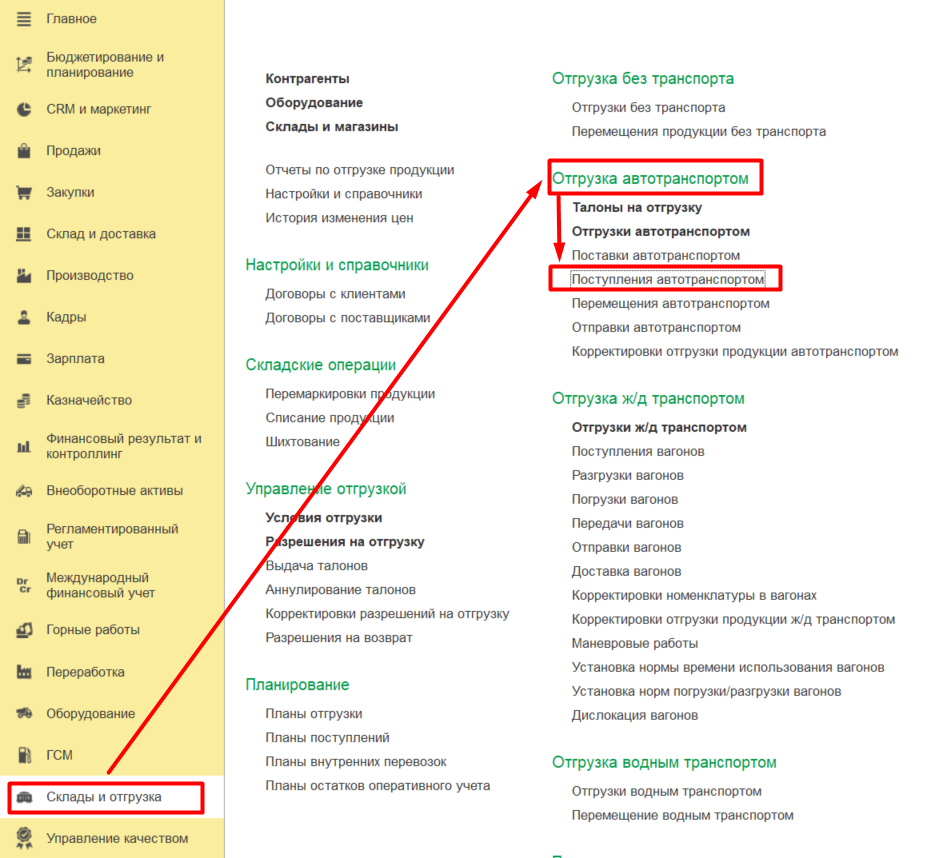 Главное
Бюджетирование и
планирование
CRM и маркетинг
Продажи
Закупки
Склад и доставка
Производство
Кадры
Зарплата
Казначейство
Финансовый результат и
контроллинг
Внеоборотные активы
Регламентированный
учет
Dr
Cr
Международный
финансовый учет
Горные работы
Переработка
Оборудование
ГСМ
Склады и отгрузка
Управление качеством
Контрагенты
Оборудование
Склады и магазины
Отчеты по отгрузке продукции
Настройки и справочники
История изменения цен
Настройки и справочники
Договоры с клиентами
Договоры с поставщиками
Складские операции
Перемаркировки продукции
Списание продукции
Шихтование
Управление отгрузкой
Условия отгрузки
Разрешения на отгрузку
Выдача талонов
Аннулирование талонов
Корректировки разрешений на отгрузку
Разрешения на возврат
Планирование
Планы отгрузки
Планы поступлений
Планы внутренних перевозок
Планы остатков оперативного учета
Отгрузка без транспорта
Отгрузки без транспорта
Перемещения продукции без транспорта
Отгрузка автотранспортом
Талоны на отгрузку
Отгрузки автотранспортом
Поставки автотранспортом
Поступления автотранспортом
Перемещения автотранспортом
Отправки автотранспортом
Корректировки отгрузки продукции автотранспортом
Отгрузка ж/д транспортом
Отгрузки ж/д транспортом
Поступления вагонов
Разгрузки вагонов
Погрузки вагонов
Передачи вагонов
Отправки вагонов
Доставка вагонов
Корректировки номенклатуры в вагонах
Корректировки отгрузки продукции ж/д транспортом
Маневровые работы
Установка нормы времени использования вагонов
Установка норм погрузки/разгрузки вагонов
Дислокация вагонов
Отгрузка водным транспортом
Отгрузки водным транспортом
Перемещение водным транспортом